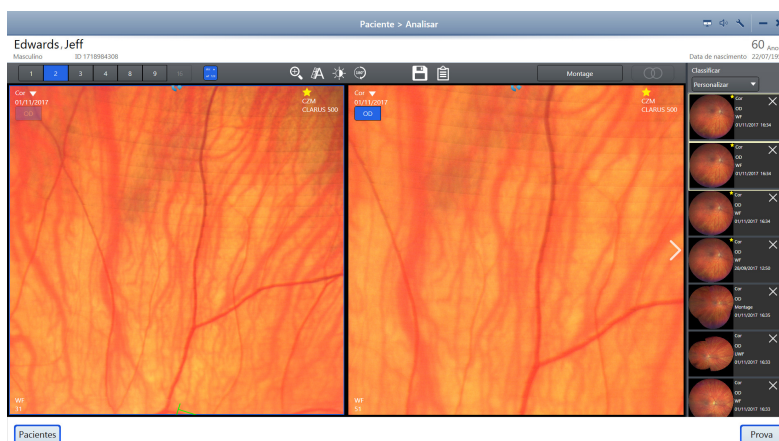 Paciente > Analisar
Edwards, Jeff
60 Anos
Masculino ID 1718984308
Data de nascimento 22/07/19
1 2 3 4 8 9 16
Montage
Classificar
Personalizar
Cor
01/11/2017
OD
CZM
CLARUS 500
WF
31
Cor
01/11/2017
OD
CZM
CLARUS 500
WF
Cor
OD
WF
01/11/2017 16:34
Cor
OD
WF
01/11/2017 16:34
Cor
OD
WF
01/11/2017 16:34
Cor
OD
WF
20/09/2017 12:50
Cor
OD
Montage
01/11/2017 16:35
Cor
OD
UWF
01/11/2017 16:33
Cor
OD
WF
01/11/2017 16:33
Pacientes
Prova